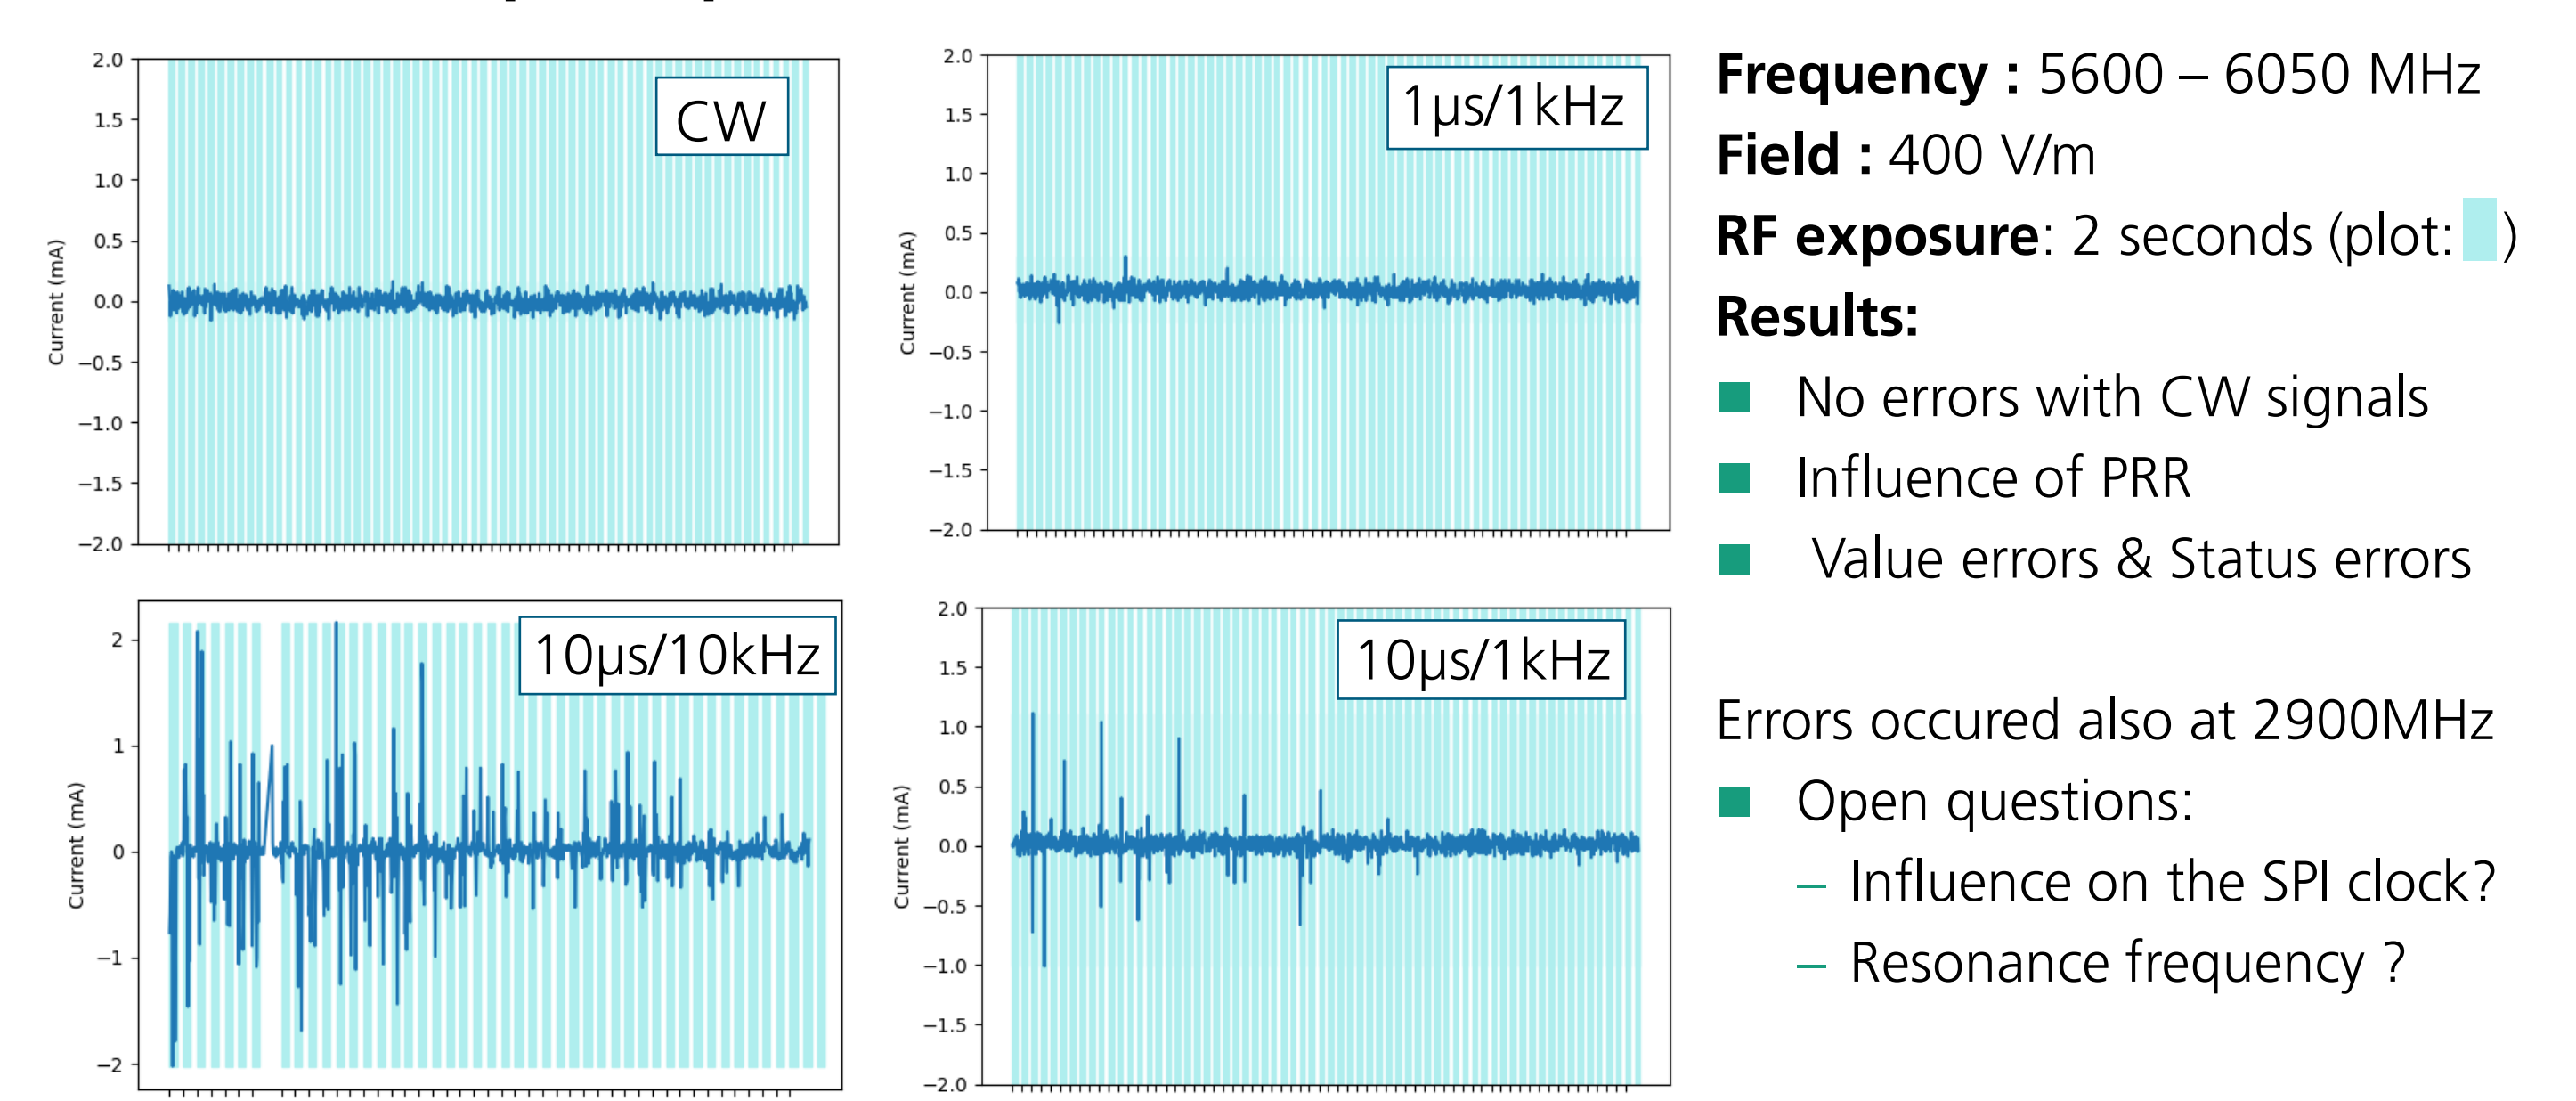 2.0
1.5
1.0
0.5
0.0
−0.5
−1.0
−1.5
−2.0
Current (mA)
CW
2.0
1.5
1.0
0.5
0.0
−0.5
−1.0
−1.5
−2.0
Current (mA)
1µs/1kHz
2
1
0
−1
−2
Current (mA)
10µs/10kHz
2.0
1.5
1.0
0.5
0.0
−0.5
−1.0
−1.5
−2.0
Current (mA)
10µs/1kHz
Frequency : 5600 – 6050 MHz
Field : 400 V/m
RF exposure: 2 seconds (plot: )
Results:
No errors with CW signals
Influence of PRR
Value errors & Status errors
Errors occured also at 2900MHz
Open questions:
– Influence on the SPI clock?
– Resonance frequency ?